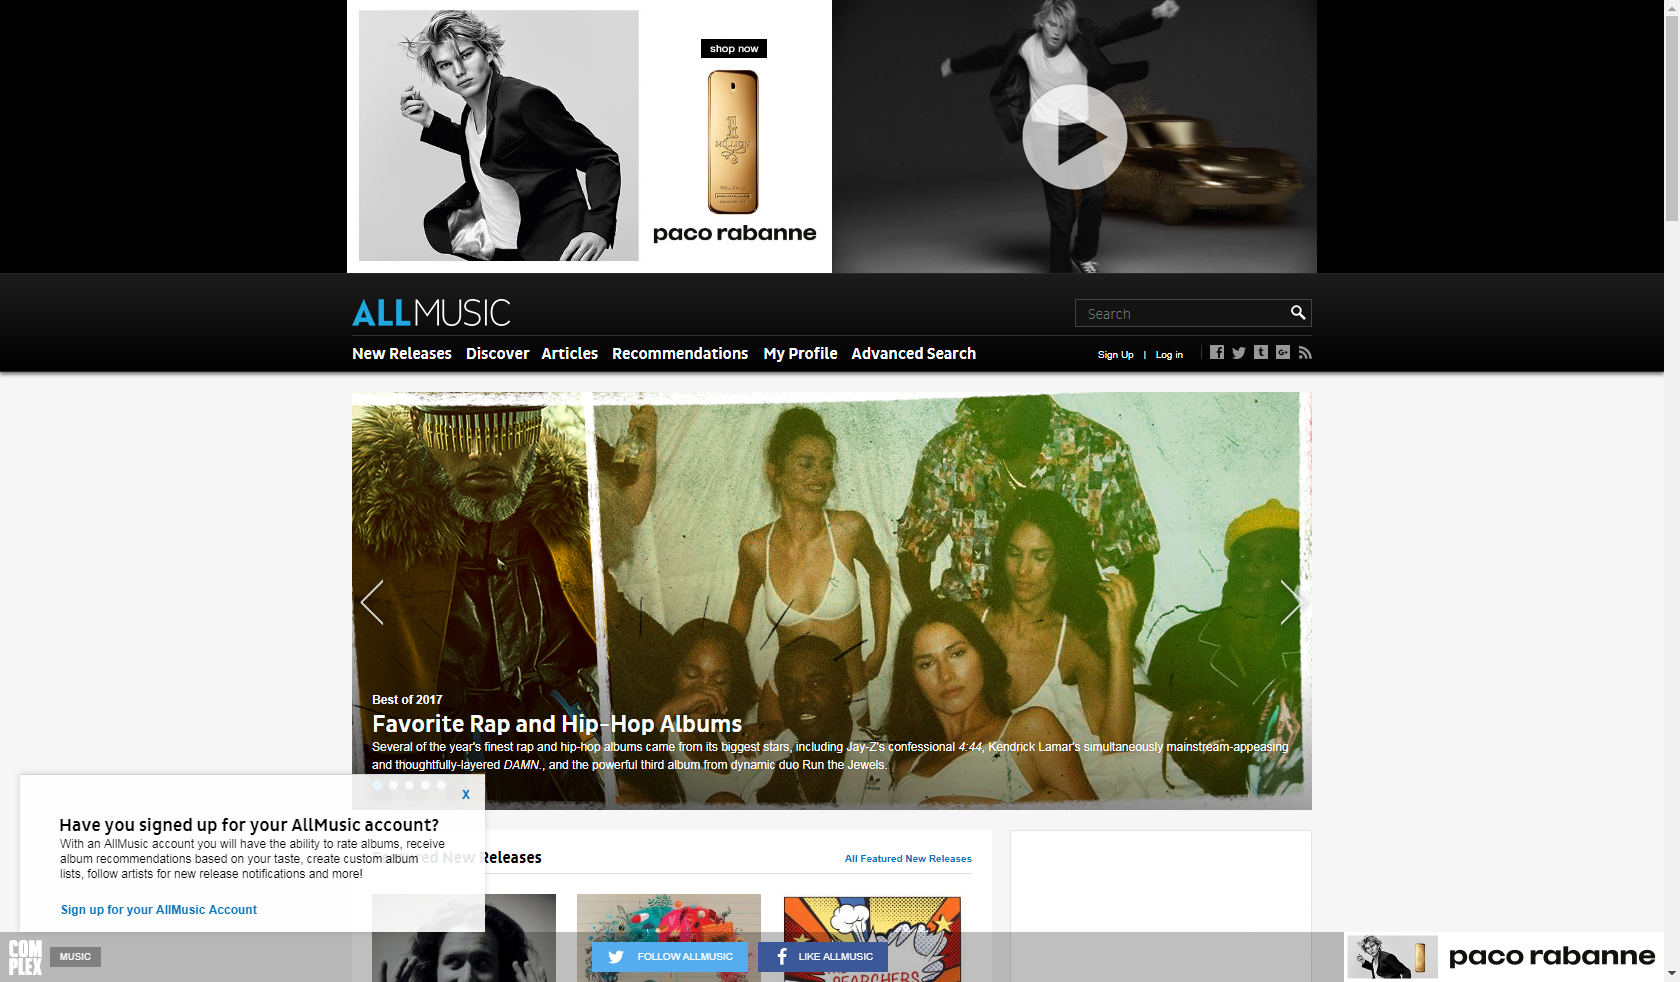 shop now
1 MILLION
paco rabanne
ALLMUSIC
Search
New Releases Discover Articles Recommendations My Profile Advanced Search
Sign Up | Log in
Best of 2017
Favorite Rap and Hip-Hop Albums
Several of the year's finest rap and hip-hop albums came from its biggest stars, including Jay-Z's confessional 4:44, Kendrick Lamar's simultaneously mainstream-appeasing
and thoughtfully-layered DAMN., and the powerful third album from dynamic duo Run the Jewels.
X
Have you signed up for your AllMusic account?
With an AllMusic account you will have the ability to rate albums, receive
album recommendations based on your taste, create custom album
lists, follow artists for new release notifications and more!
Sign up for your AllMusic Account
Featured New Releases
All Featured New Releases
COM
PLEX
MUSIC
FOLLOW ALLMUSIC
LIKE ALLMUSIC
SEARCHERS
paco rabanne